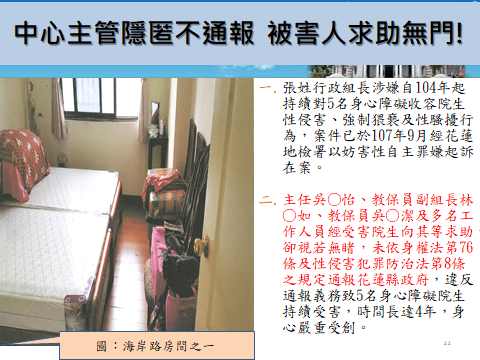 中心主管隱匿不通報 被害人求助無門!
一. 張姓行政組長涉嫌自104年起
持續對5名身心障礙收容院生
性侵害、強制猥褻及性騷擾行
為，案件已於107年9月經花蓮
地檢署以妨害性自主罪嫌起訴
在案。
二. 主任吳○怡、教保員副組長林
○如、教保員吳○潔及多名工
作人員經受害院生向其等求助，
卻視若無睹，未依身權法第76
條及性侵害犯罪防治法第8條
之規定通報花蓮縣政府，違反
通報義務致5名身心障礙院生
持續受害，時間長達4年，身
心嚴重受創。
圖：海岸路房間之一
11